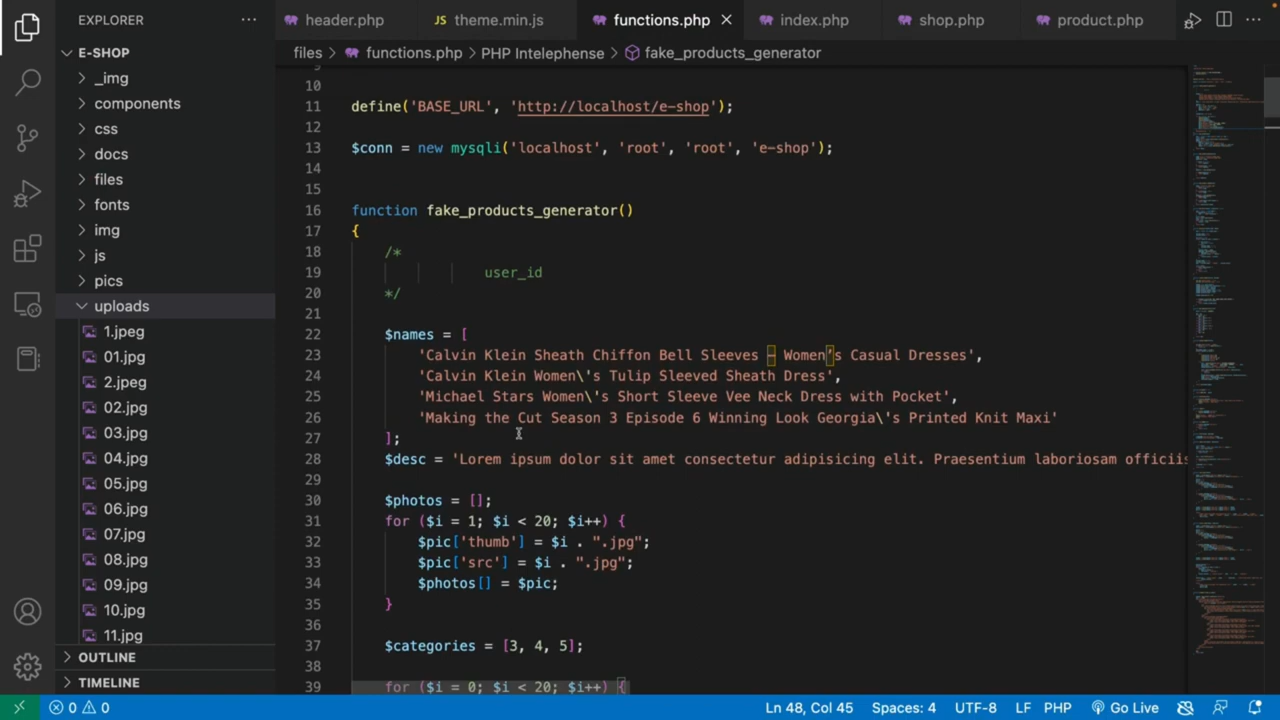 EXPLORER
header.php
theme.min.js
functions.php
index.php
shop.php
product.php
E-SHOP
files > functions.php > PHP Intelephense > fake_products_generator
_img
components
css
docs
files
fonts
img
js
pics
uploads
1.jpeg
01.jpg
2.jpeg
02.jpg
03.jpg
04.jpg
05.jpg
06.jpg
07.jpg
08.jpg
09.jpg
10.jpg
11.jpg
OUTLINE
TIMELINE
10
11 define('BASE_URL', 'http://localhost/e-shop');
12
13 $conn = new mysqli('localhost', 'root', 'root', 'e-shop');
14
15
16 function fake_products_generator()
17 {
18 /*
19 user_id
20 */
21
22 $names = [
23 'Calvin Klein Sheath Chiffon Bell Sleeves – Women’s Casual Dresses',
24 'Calvin Klein Women\'s Tulip Sleeved Sheath Dress',
25 'Michael Stars Women\'s Short Sleeve Vee Neck Dress with Pocket',
26 'Making the Cut Season 3 Episode 6 Winning Look Georgia\'s Printed Knit Maxi'
27 ];
28 $desc = 'Lorem ipsum dolor sit amet consectetur adipisicing elit. Praesentium laboriosam officiis
29
30 $photos = [];
31 for ($i = 1; $i < 20; $i++) {
32 $pic['thumb'] = $i . ".jpg";
33 $pic['src'] = $i . ".jpg";
34 $photos[] = $pic;
35 }
36
37 $categories = [3, 4, 5];
38
39 for ($i = 0; $i < 20; $i++) {
0 0
Ln 48, Col 45
Spaces: 4
UTF-8
LF
PHP
Go Live